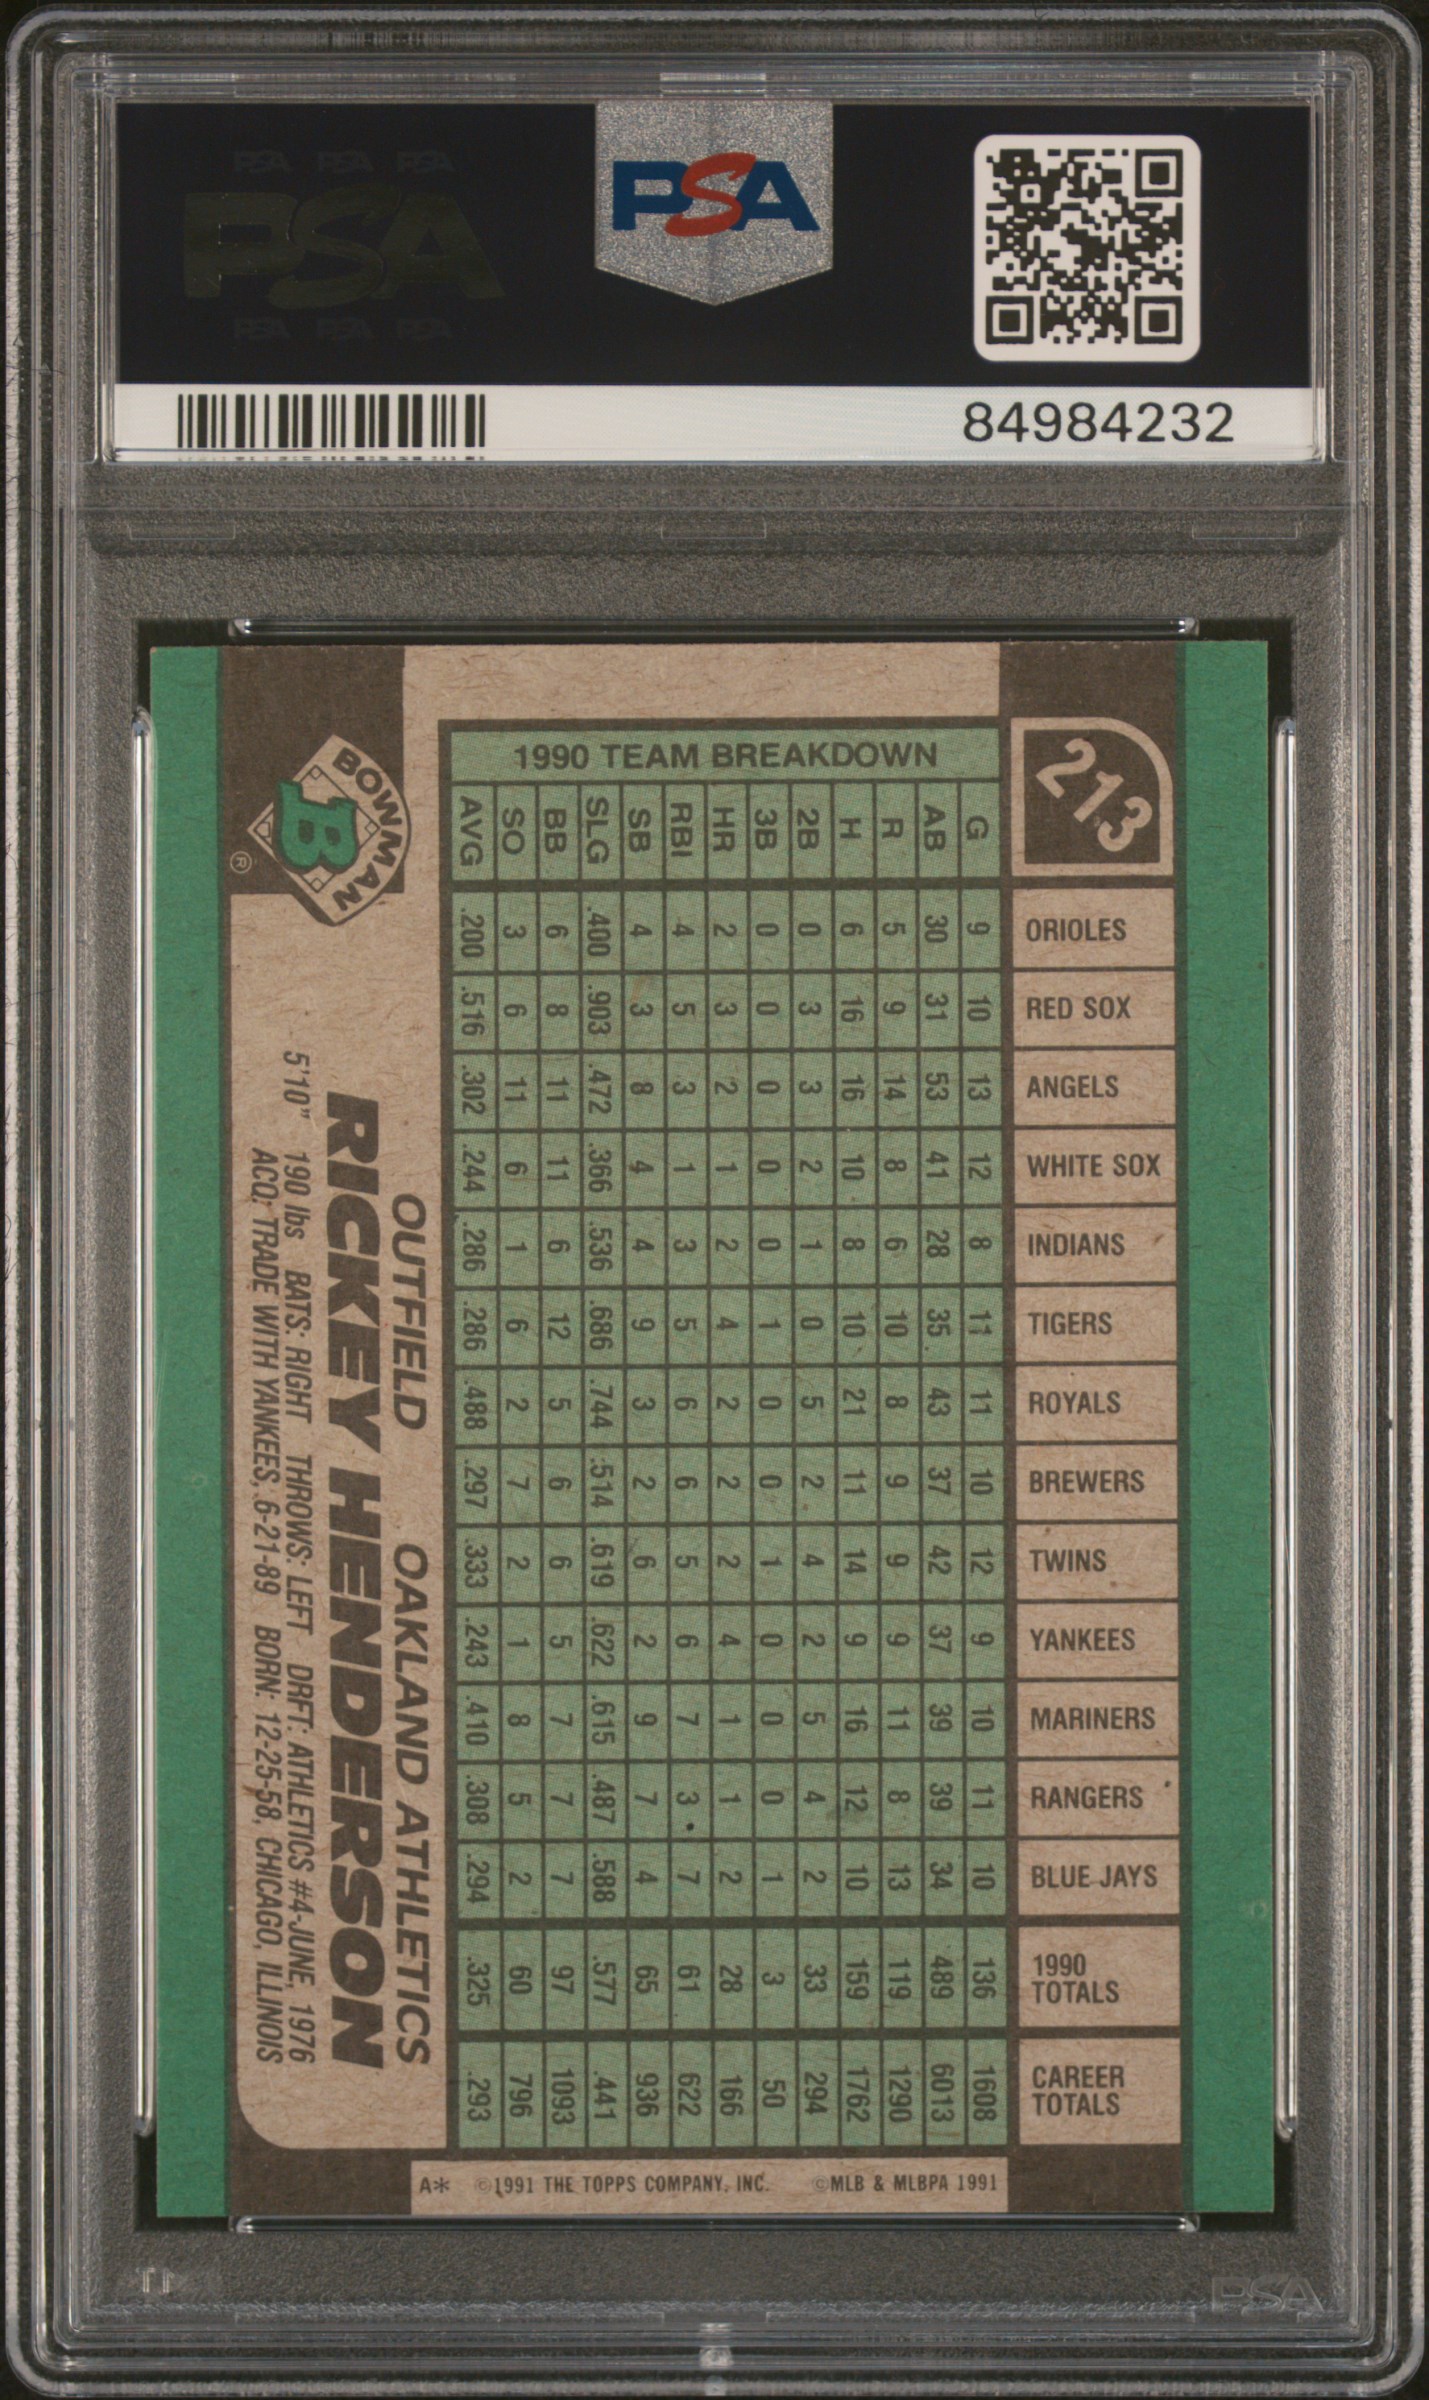 PSA PSA PSA
PSA
PSA PSA PSA
PSA
84984232
213
1990 TEAM BREAKDOWN
G AB R H 2B 3B HR RBI SB SLG BB SO AVG
ORIOLES 9 30 5 6 0 0 2 4 4 .400 6 3 .200
RED SOX 10 31 9 16 3 0 3 5 3 .903 8 6 .516
ANGELS 13 53 14 16 3 0 2 3 8 .472 11 11 .302
WHITE SOX 12 41 8 10 2 0 1 1 4 .366 11 6 .244
INDIANS 8 28 6 8 1 0 2 3 4 .536 6 1 .286
TIGERS 11 35 10 10 0 1 4 5 9 .686 12 6 .286
ROYALS 11 43 8 21 5 0 2 6 3 .744 5 2 .488
BREWERS 10 37 9 11 2 0 2 6 2 .514 6 7 .297
TWINS 12 42 9 14 4 1 2 5 6 .619 6 2 .333
YANKEES 9 37 9 9 2 0 4 6 2 .622 5 1 .243
MARINERS 10 39 11 16 5 0 1 7 9 .615 7 8 .410
RANGERS 11 39 8 12 4 0 1 3 7 .487 7 5 .308
BLUE JAYS 10 34 13 10 2 1 2 7 4 .588 7 2 .294
1990 TOTALS 136 489 119 159 33 3 28 61 65 .577 97 60 .325
CAREER TOTALS 1608 6013 1290 1762 294 50 166 622 936 .441 1093 796 .293
BOWMAN
B
®
OUTFIELD OAKLAND ATHLETICS
RICKEY HENDERSON
5'10" 190 lbs BATS: RIGHT THROWS: LEFT DRFT: ATHLETICS #4-JUNE, 1976
ACQ: TRADE WITH YANKEES, 6-21-89 BORN: 12-25-58, CHICAGO, ILLINOIS
A* ©1991 THE TOPPS COMPANY, INC. ©MLB & MLBPA 1991
PSA